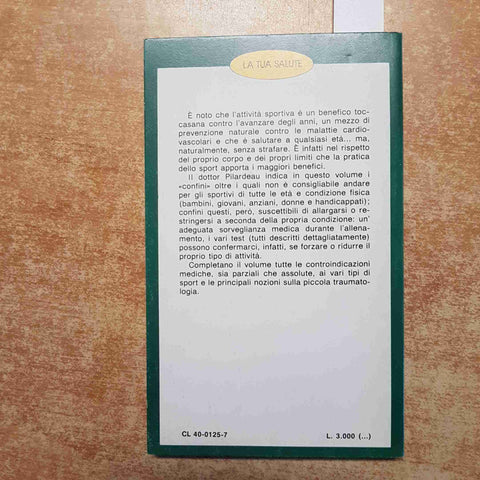 LA TUA SALUTE
È noto che l'attività sportiva è un benefico toc-
casana contro l'avanzare degli anni, un mezzo di
prevenzione naturale contro le malattie cardio-
vascolari e che è salutare a qualsiasi età... ma,
naturalmente, senza strafare. È infatti nel rispetto
del proprio corpo e dei propri limiti che la pratica
dello sport apporta i maggiori benefici.
Il dottor Pilardeau indica in questo volume i
«confini» oltre i quali non è consigliabile andare
per gli sportivi di tutte le età e condizione fisica
(bambini, giovani, anziani, donne e handicappati);
confini questi, però, suscettibili di allargarsi o re-
stringersi a seconda della propria condizione: un'
adeguata sorveglianza medica durante l'allena-
mento, i vari test (tutti descritti dettagliatamente)
possono confermarci, infatti, se forzare o ridurre il
proprio tipo di attività.
Completano il volume tutte le controindicazioni
mediche, sia parziali che assolute, ai vari tipi di
sport e le principali nozioni sulla piccola traumato-
logia.
CL 40-0125-7
L. 3.000 (...)